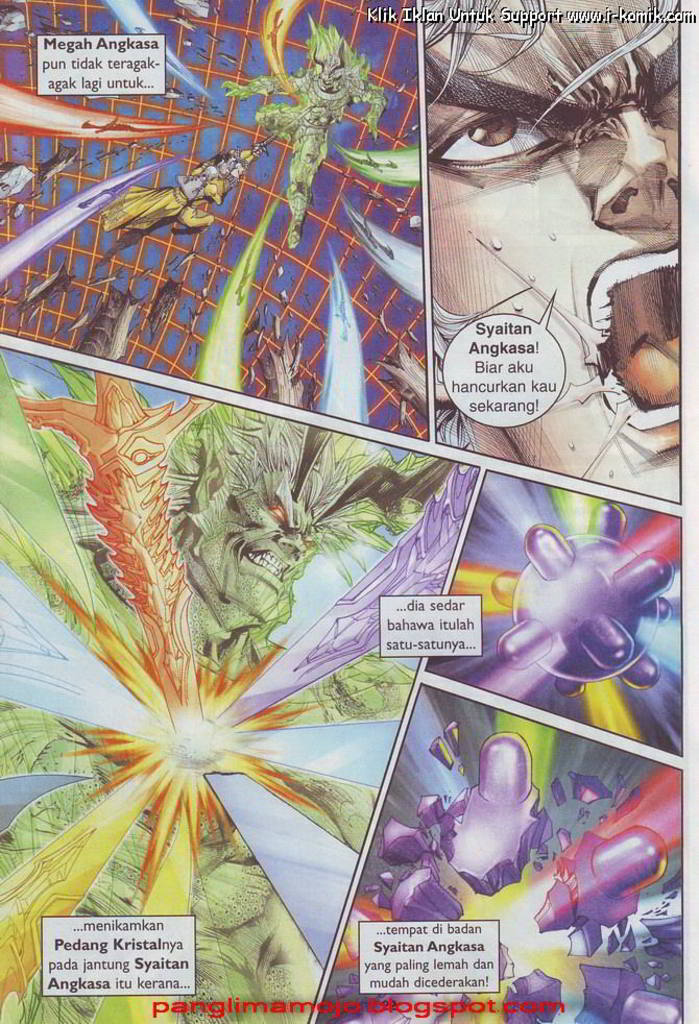 Klik Iklan Untuk Support www.i-komik.com
Megah Angkasa
pun tidak teragak-
agak lagi untuk...
Syaitan
Angkasa!
Biar aku
hancurkan kau
sekarang!
...dia sedar
bahawa itulah
satu-satunya...
...menikamkan
Pedang Kristalnya
pada jantung Syaitan
Angkasa itu kerana...
...tempat di badan
Syaitan Angkasa
yang paling lemah dan
mudah dicederakan!
panglimamojo.blogspot.com